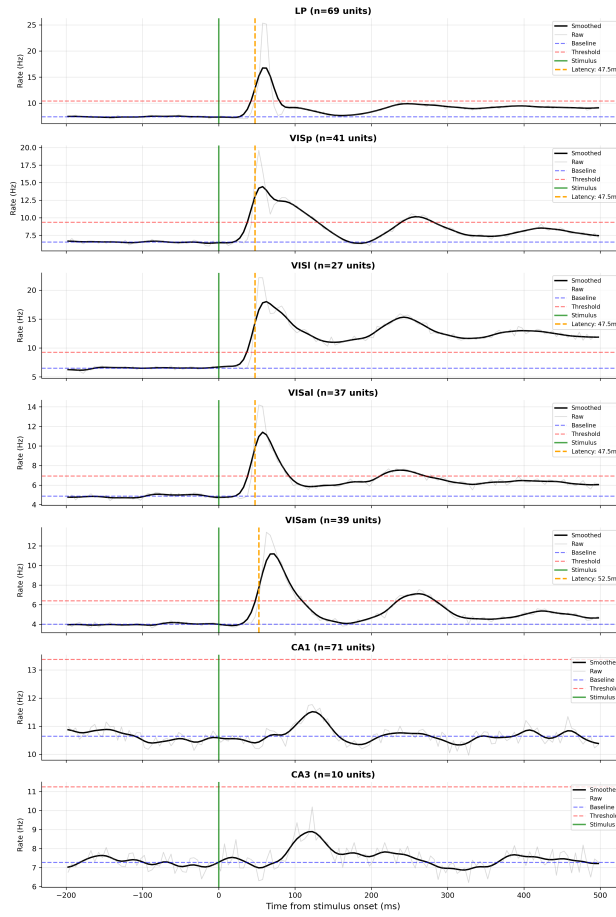 LP (n=69 units)
25
20
15
10
Rate (Hz)
Smoothed
Raw
Baseline
Threshold
Stimulus
Latency: 47.5m
VISp (n=41 units)
20.0
17.5
15.0
12.5
10.0
7.5
Rate (Hz)
Smoothed
Raw
Baseline
Threshold
Stimulus
Latency: 47.5m
VISl (n=27 units)
20
15
10
5
Rate (Hz)
Smoothed
Raw
Baseline
Threshold
Stimulus
Latency: 47.5m
VISal (n=37 units)
14
12
10
8
6
4
Rate (Hz)
Smoothed
Raw
Baseline
Threshold
Stimulus
Latency: 47.5m
VISam (n=39 units)
12
10
8
6
4
Rate (Hz)
Smoothed
Raw
Baseline
Threshold
Stimulus
Latency: 52.5m
CA1 (n=71 units)
13
12
11
10
Rate (Hz)
Smoothed
Raw
Baseline
Threshold
Stimulus
CA3 (n=10 units)
11
10
9
8
7
6
Rate (Hz)
Smoothed
Raw
Baseline
Threshold
Stimulus
−200 −100 0 100 200 300 400 500
Time from stimulus onset (ms)